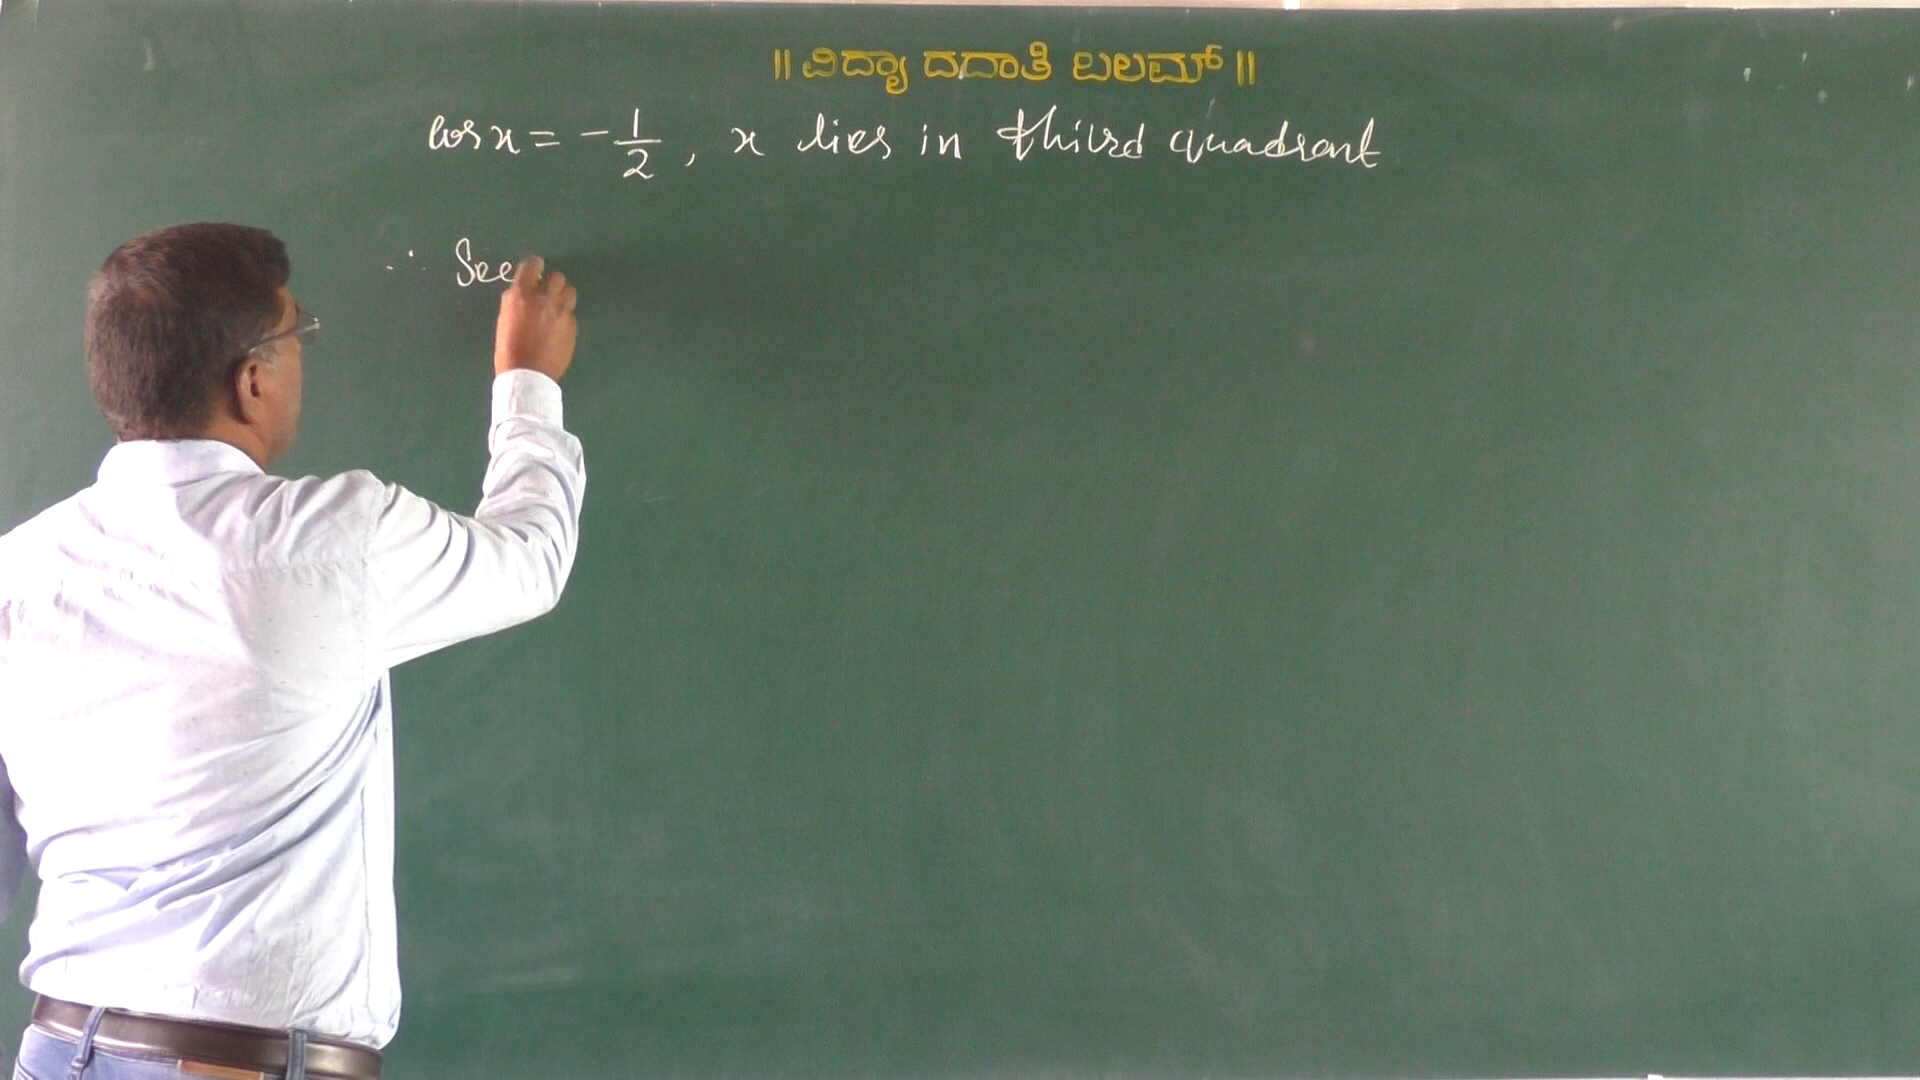 ॥ ವಿದ್ಯಾ ದದಾತಿ ಬಲಮ್ ॥
cos x = - 1/2 , x lies in third quadrant
∴ Sec